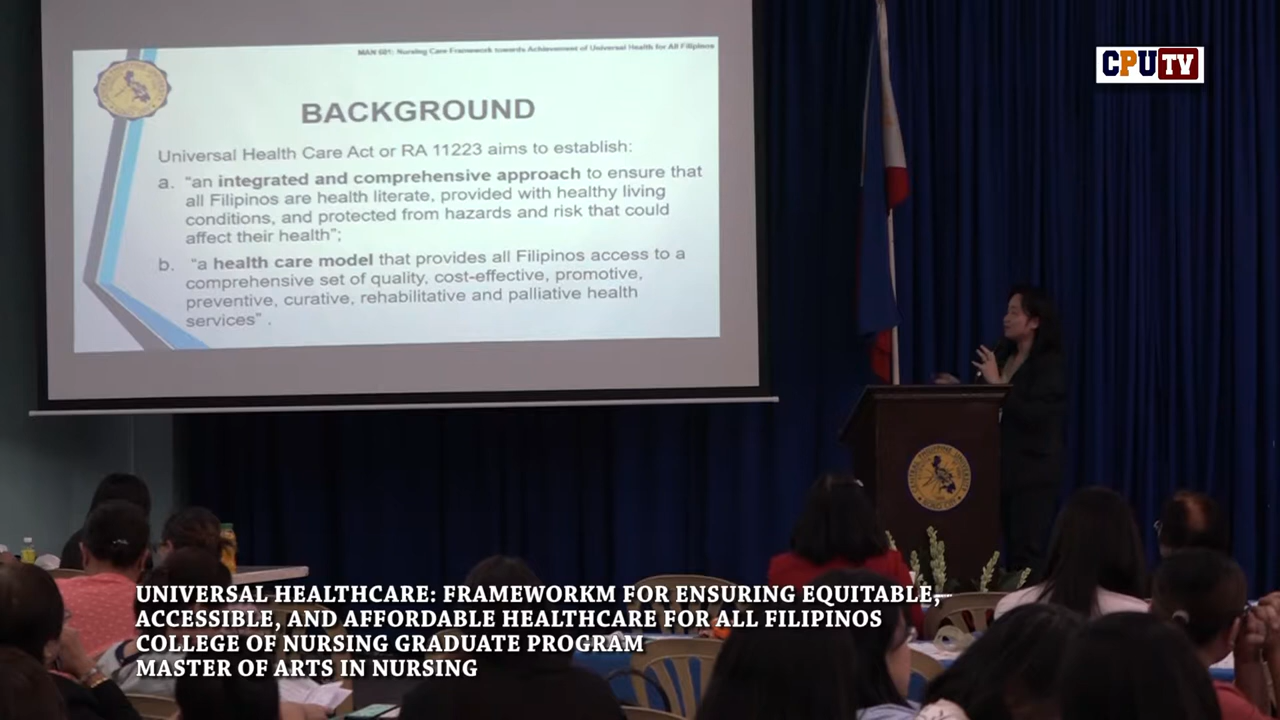 MAN 601: Nursing Care Framework towards Achievement of Universal Health for All Filipinos
CPUTV
BACKGROUND
Universal Health Care Act or RA 11223 aims to establish:
a. “an integrated and comprehensive approach to ensure that
all Filipinos are health literate, provided with healthy living
conditions, and protected from hazards and risk that could
affect their health”;
b. “a health care model that provides all Filipinos access to a
comprehensive set of quality, cost-effective, promotive,
preventive, curative, rehabilitative and palliative health
services” .
CENTRAL PHILIPPINE UNIVERSITY
UNIVERSAL HEALTHCARE: FRAMEWORKM FOR ENSURING EQUITABLE,
ACCESSIBLE, AND AFFORDABLE HEALTHCARE FOR ALL FILIPINOS
COLLEGE OF NURSING GRADUATE PROGRAM
MASTER OF ARTS IN NURSING